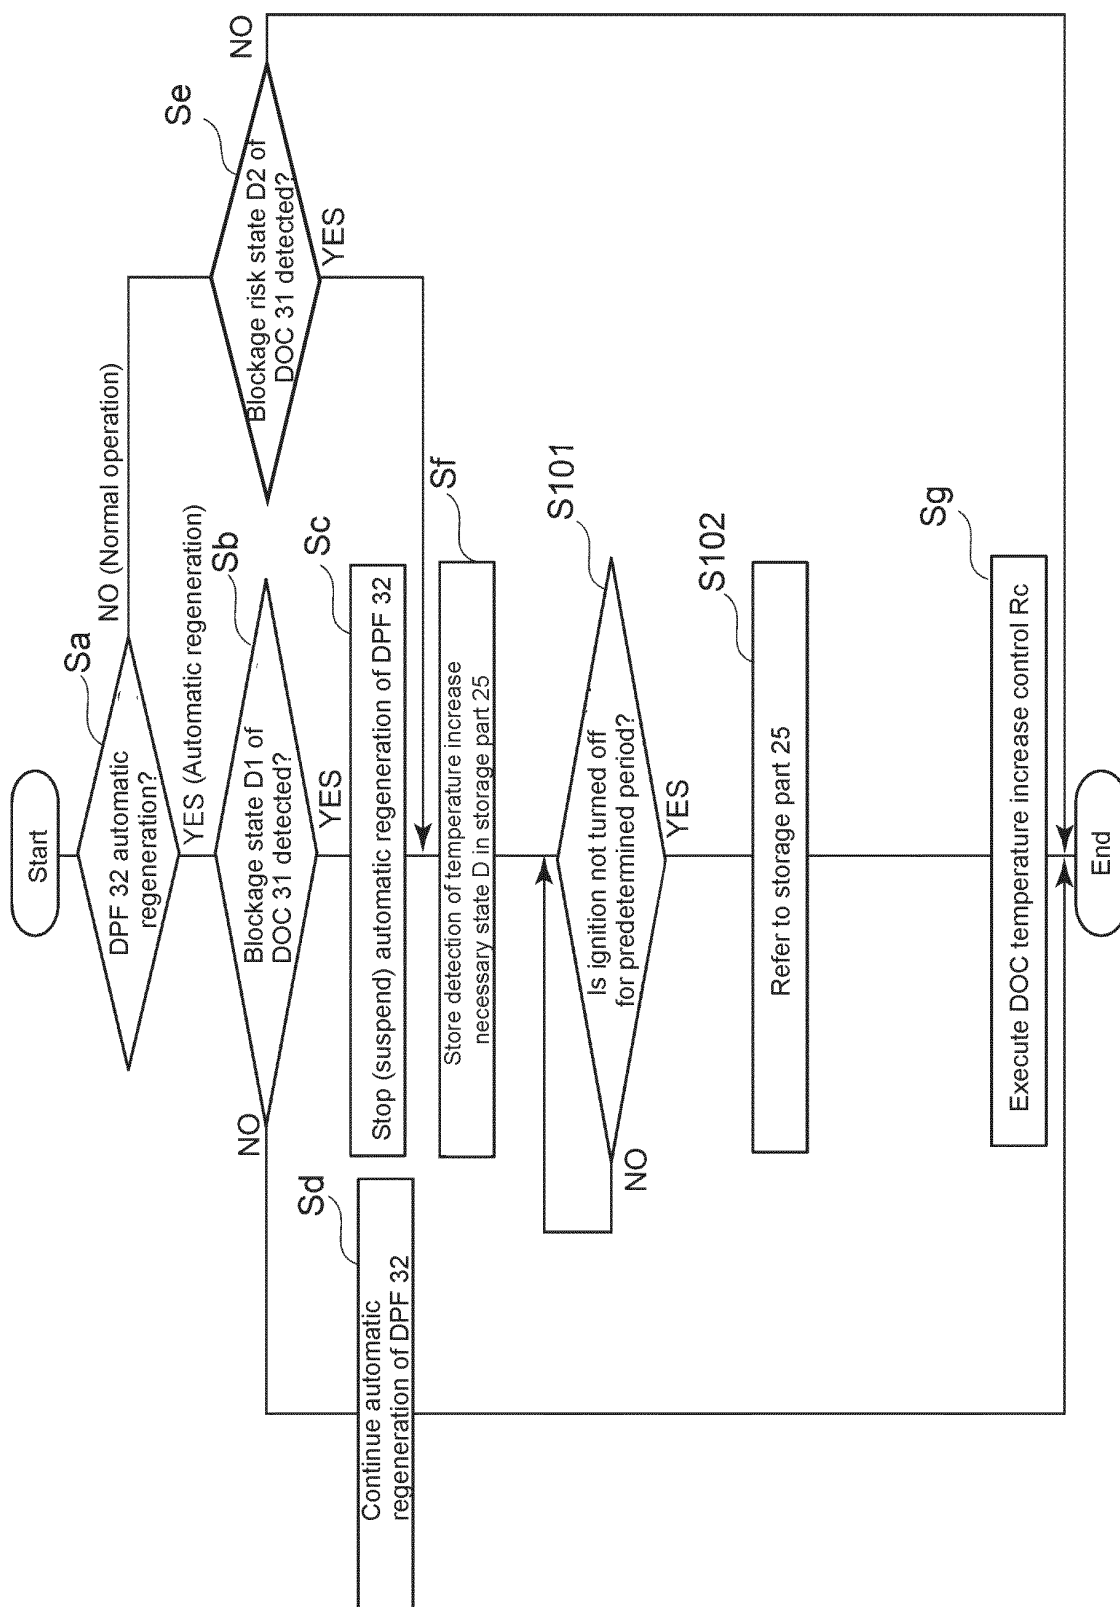 Start
Sa
DPF 32 automatic
regeneration?
NO (Normal operation)
YES (Automatic regeneration)
Se
Blockage risk state D2 of
DOC 31 detected?
NO
YES
Sb
Blockage state D1 of
DOC 31 detected?
NO
YES
Sc
Stop (suspend) automatic regeneration of DPF 32
Sd
Continue automatic
regeneration of DPF 32
Sf
Store detection of temperature increase
necessary state D in storage part 25
S101
Is ignition not turned off
for predetermined period?
NO
YES
S102
Refer to storage part 25
Sg
Execute DOC temperature increase control Rc
End